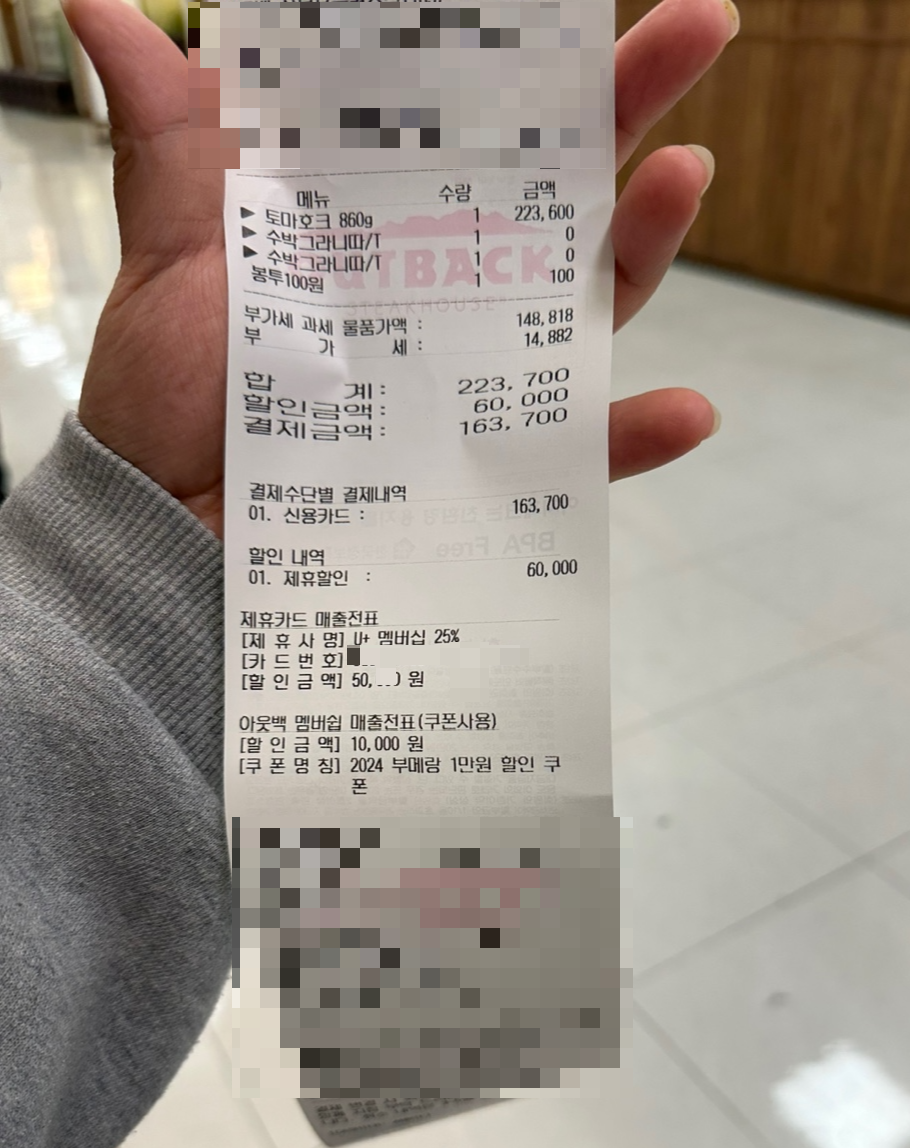 메뉴 수량 금액
▶ 토마호크 860g 1 223,600
▶ 수박그라니따/T 1 0
▶ 수박그라니따/T 1 0
봉투100원 1 100
OUTBACK
STEAKHOUSE
부가세 과세 물품가액 : 148,818
부 가 세 : 14,882
합 계: 223,700
할인금액: 60,000
결제금액: 163,700
결제수단별 결제내역
01. 신용카드 : 163,700
BPA Free
할인 내역
01. 제휴할인 : 60,000
제휴카드 매출전표
[제 휴 사 명] U+ 멤버십 25%
[카 드 번 호]
[할 인 금 액] 50, 원
아웃백 멤버쉽 매출전표(쿠폰사용)
[할 인 금 액] 10,000 원
[쿠 폰 명 칭] 2024 부메랑 1만원 할인 쿠
폰